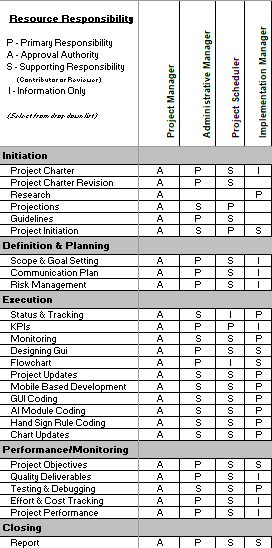 Resource Responsibility
P - Primary Responsibility
A - Approval Authority
S - Supporting Responsibility
(Contributor or Reviewer)
I - Information Only
(Select from drop down list)
Project Manager
Administrative Manager
Project Scheduler
Implementation Manager
Initiation
Project Charter A P S I
Project Charter Revision A P S
Research A P
Projections A S P
Guidelines A P S
Project Initiation A S P S
Definition & Planning
Scope & Goal Setting A P S I
Communication Plan A P S I
Risk Management A P S I
Execution
Status & Tracking A S I P
KPIs A P P I
Monitoring A S S P
Designing Gui A P S S
Flowchart A P I S
Project Updates A S S P
Mobile Based Development A S S P
GUI Coding A S S P
AI Module Coding A S S P
Hand Sign Rule Coding A S S P
Chart Updates A S S P
Performance/Monitoring
Project Objectives A P S S
Quality Deliverables A P S I
Testing & Debugging A S S P
Effort & Cost Tracking A P S I
Project Performance A P S I
Closing
Report A P S S